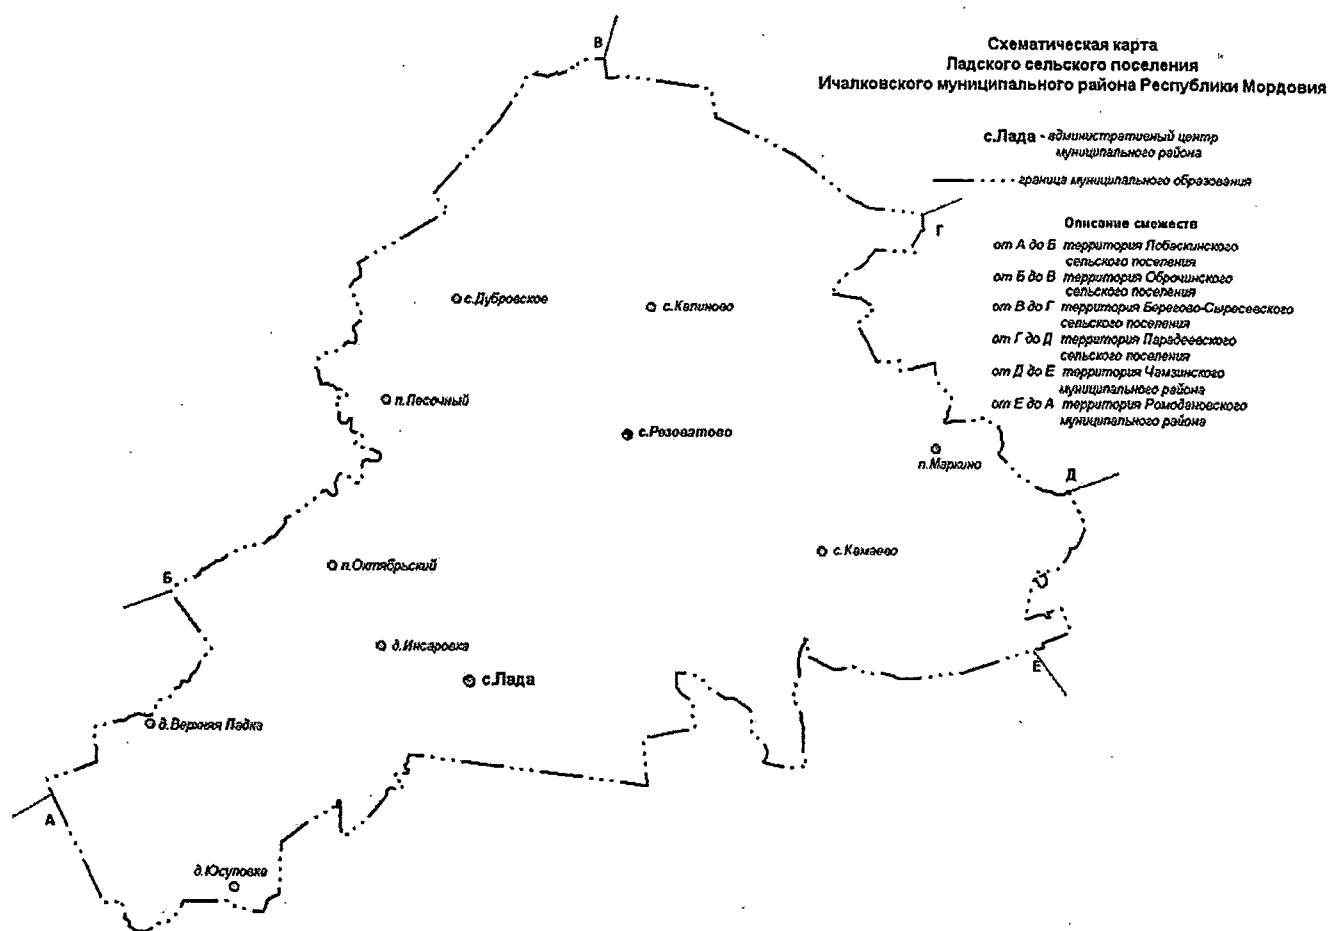 Схематическая карта
Ладского сельского поселения
Ичалковского муниципального района Республики Мордовия
с.Лада - административный центр
муниципального района
граница муниципального образования
Описание смежеств
от А до Б территория Лобаскинского
сельского поселения
от Б до В территория Оброчинского
сельского поселения
от В до Г территория Берегово-Сыресевского
сельского поселения
от Г до Д территория Парадеевского
сельского поселения
от Д до Е территория Чамзинского
муниципального района
от Е до А территория Ромодановского
муниципального района
В
Г
с.Дубровское
с.Калиново
п.Песочный
с.Резоватово
п.Маркино
Д
с.Камаево
п.Октябрьский
Б
д.Инсаровка
с.Лада
Е
д.Верхняя Ладка
А
д.Юсуповка